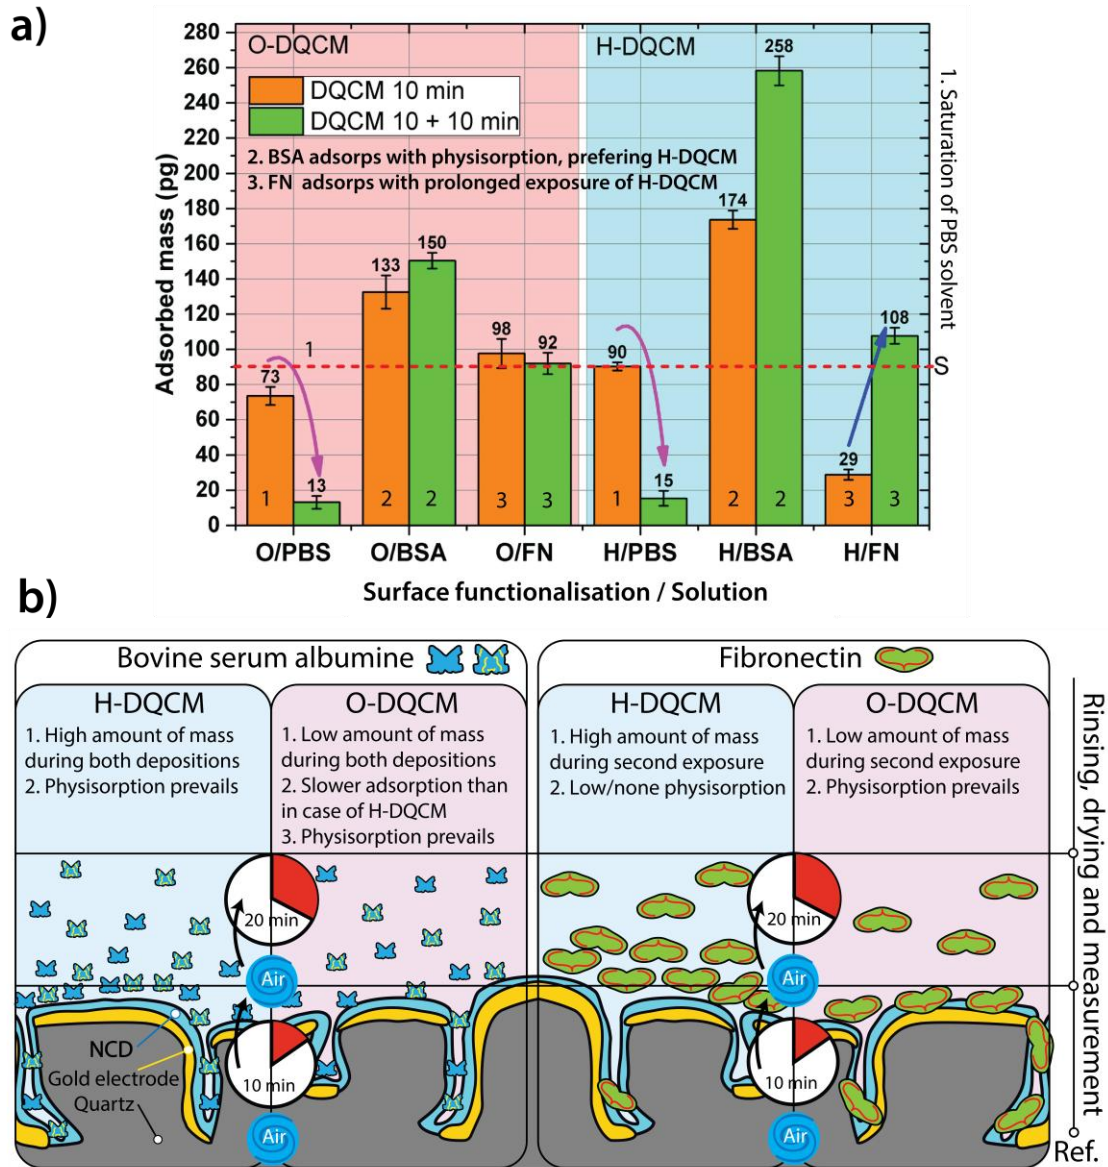 a)
O-DQCM
H-DQCM
DQCM 10 min
DQCM 10 + 10 min
2. BSA adsorps with physisorption, prefering H-DQCM
3. FN adsorps with prolonged exposure of H-DQCM
1. Saturation of PBS solvent
S
Adsorbed mass (pg)
280
260
240
220
200
180
160
140
120
100
80
60
40
20
0
1
73
13
133
150
98
92
90
15
174
258
29
108
1
2
2
3
3
1
2
2
3
3
O/PBS
O/BSA
O/FN
H/PBS
H/BSA
H/FN
Surface functionalisation / Solution
b)
Bovine serum albumine
H-DQCM
1. High amount of mass
during both depositions
2. Physisorption prevails
O-DQCM
1. Low amount of mass
during both depositions
2. Slower adsorption than
in case of H-DQCM
3. Physisorption prevails
Fibronectin
H-DQCM
1. High amount of mass
during second exposure
2. Low/none physisorption
O-DQCM
1. Low amount of mass
during second exposure
2. Physisorption prevails
20 min
Air
10 min
Air
20 min
Air
10 min
Air
NCD
Gold electrode
Quartz
Rinsing, drying and measurement
Ref.